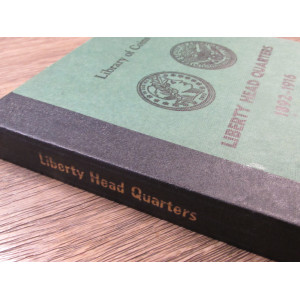 Library of Coins
LIBERTY HEAD QUARTERS
1892-1916
Liberty Head Quarters